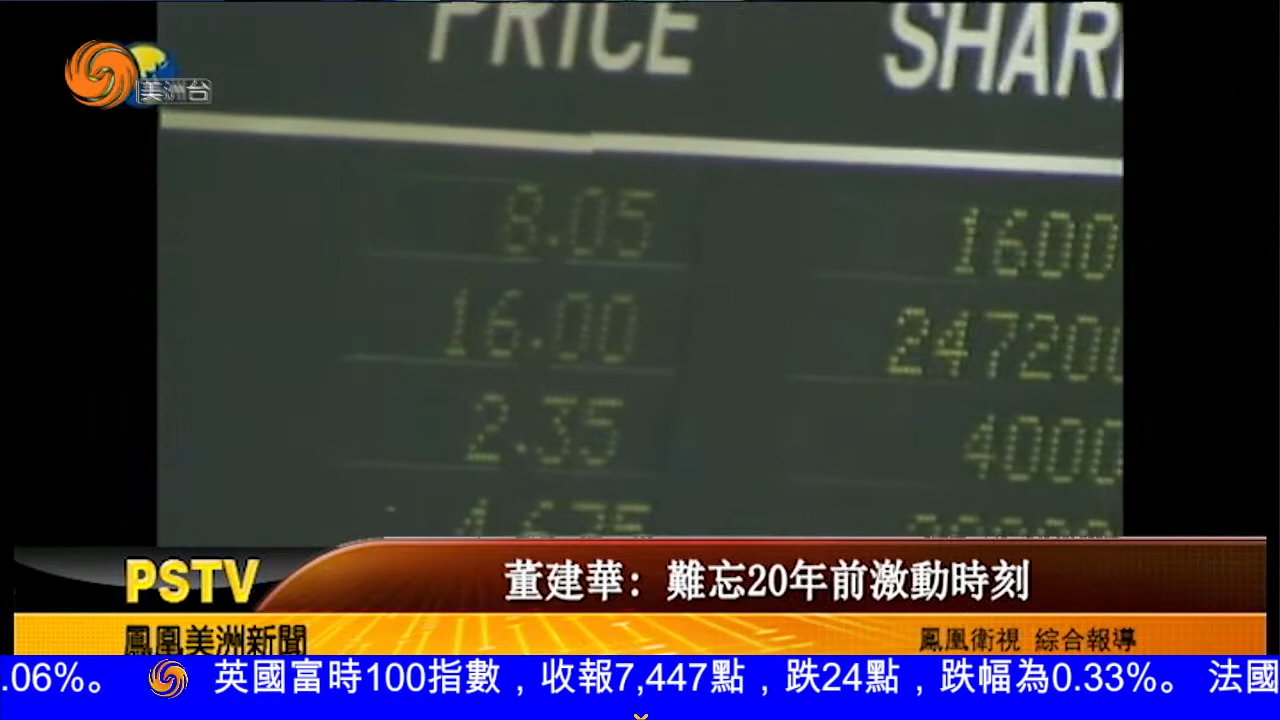 PRICE SHAR
美洲台
8.05 1600
16.00 24720
2.35 4000
4.675
PSTV 董建華: 難忘20年前激動時刻
鳳凰美洲新聞 鳳凰衛視 綜合報導
.06%。 英國富時100指數，收報7,447點，跌24點，跌幅為0.33%。 法國